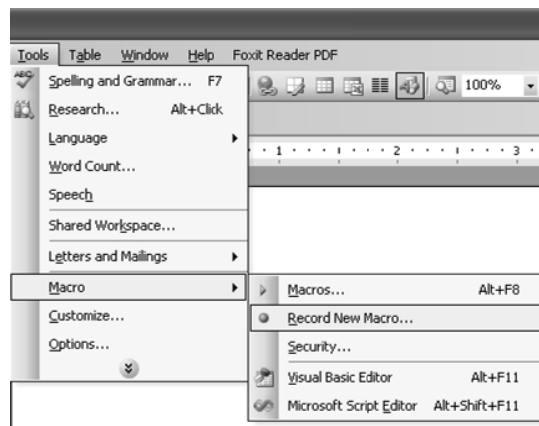 Tools Table Window Help Foxit Reader PDF
Spelling and Grammar... F7
100%
Research... Alt+Click
Language
1 2 3
Word Count...
Speech
Shared Workspace...
Letters and Mailings
Macro
Macros... Alt+F8
Customize...
Record New Macro...
Options...
Security...
Visual Basic Editor Alt+F11
Microsoft Script Editor Alt+Shift+F11